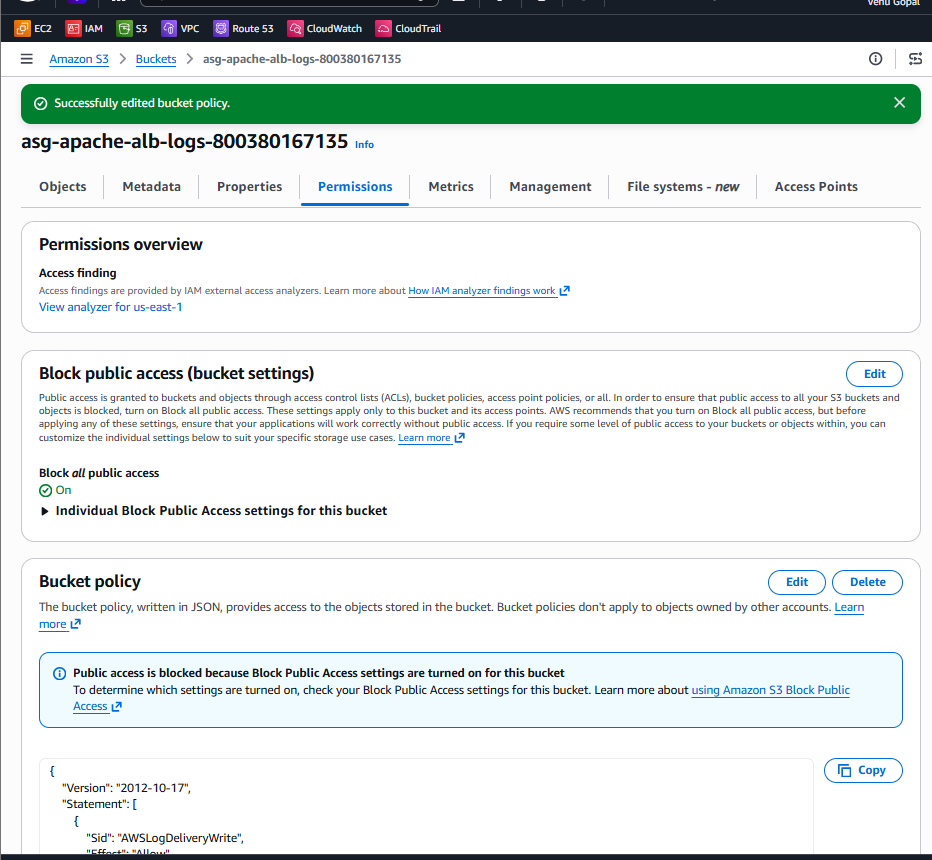 Venu Gopal
EC2 IAM S3 VPC Route 53 CloudWatch CloudTrail
Amazon S3 > Buckets > asg-apache-alb-logs-800380167135
Successfully edited bucket policy.
asg-apache-alb-logs-800380167135 Info
Objects Metadata Properties Permissions Metrics Management File systems - new Access Points
Permissions overview
Access finding
Access findings are provided by IAM external access analyzers. Learn more about How IAM analyzer findings work
View analyzer for us-east-1
Block public access (bucket settings)
Edit
Public access is granted to buckets and objects through access control lists (ACLs), bucket policies, access point policies, or all. In order to ensure that public access to all your S3 buckets and
objects is blocked, turn on Block all public access. These settings apply only to this bucket and its access points. AWS recommends that you turn on Block all public access, but before
applying any of these settings, ensure that your applications will work correctly without public access. If you require some level of public access to your buckets or objects within, you can
customize the individual settings below to suit your specific storage use cases. Learn more
Block all public access
On
Individual Block Public Access settings for this bucket
Bucket policy
Edit Delete
The bucket policy, written in JSON, provides access to the objects stored in the bucket. Bucket policies don't apply to objects owned by other accounts. Learn
more
Public access is blocked because Block Public Access settings are turned on for this bucket
To determine which settings are turned on, check your Block Public Access settings for this bucket. Learn more about using Amazon S3 Block Public
Access
Copy
{
"Version": "2012-10-17",
"Statement": [
{
"Sid": "AWSLogDeliveryWrite",
"Effect": "Allow",